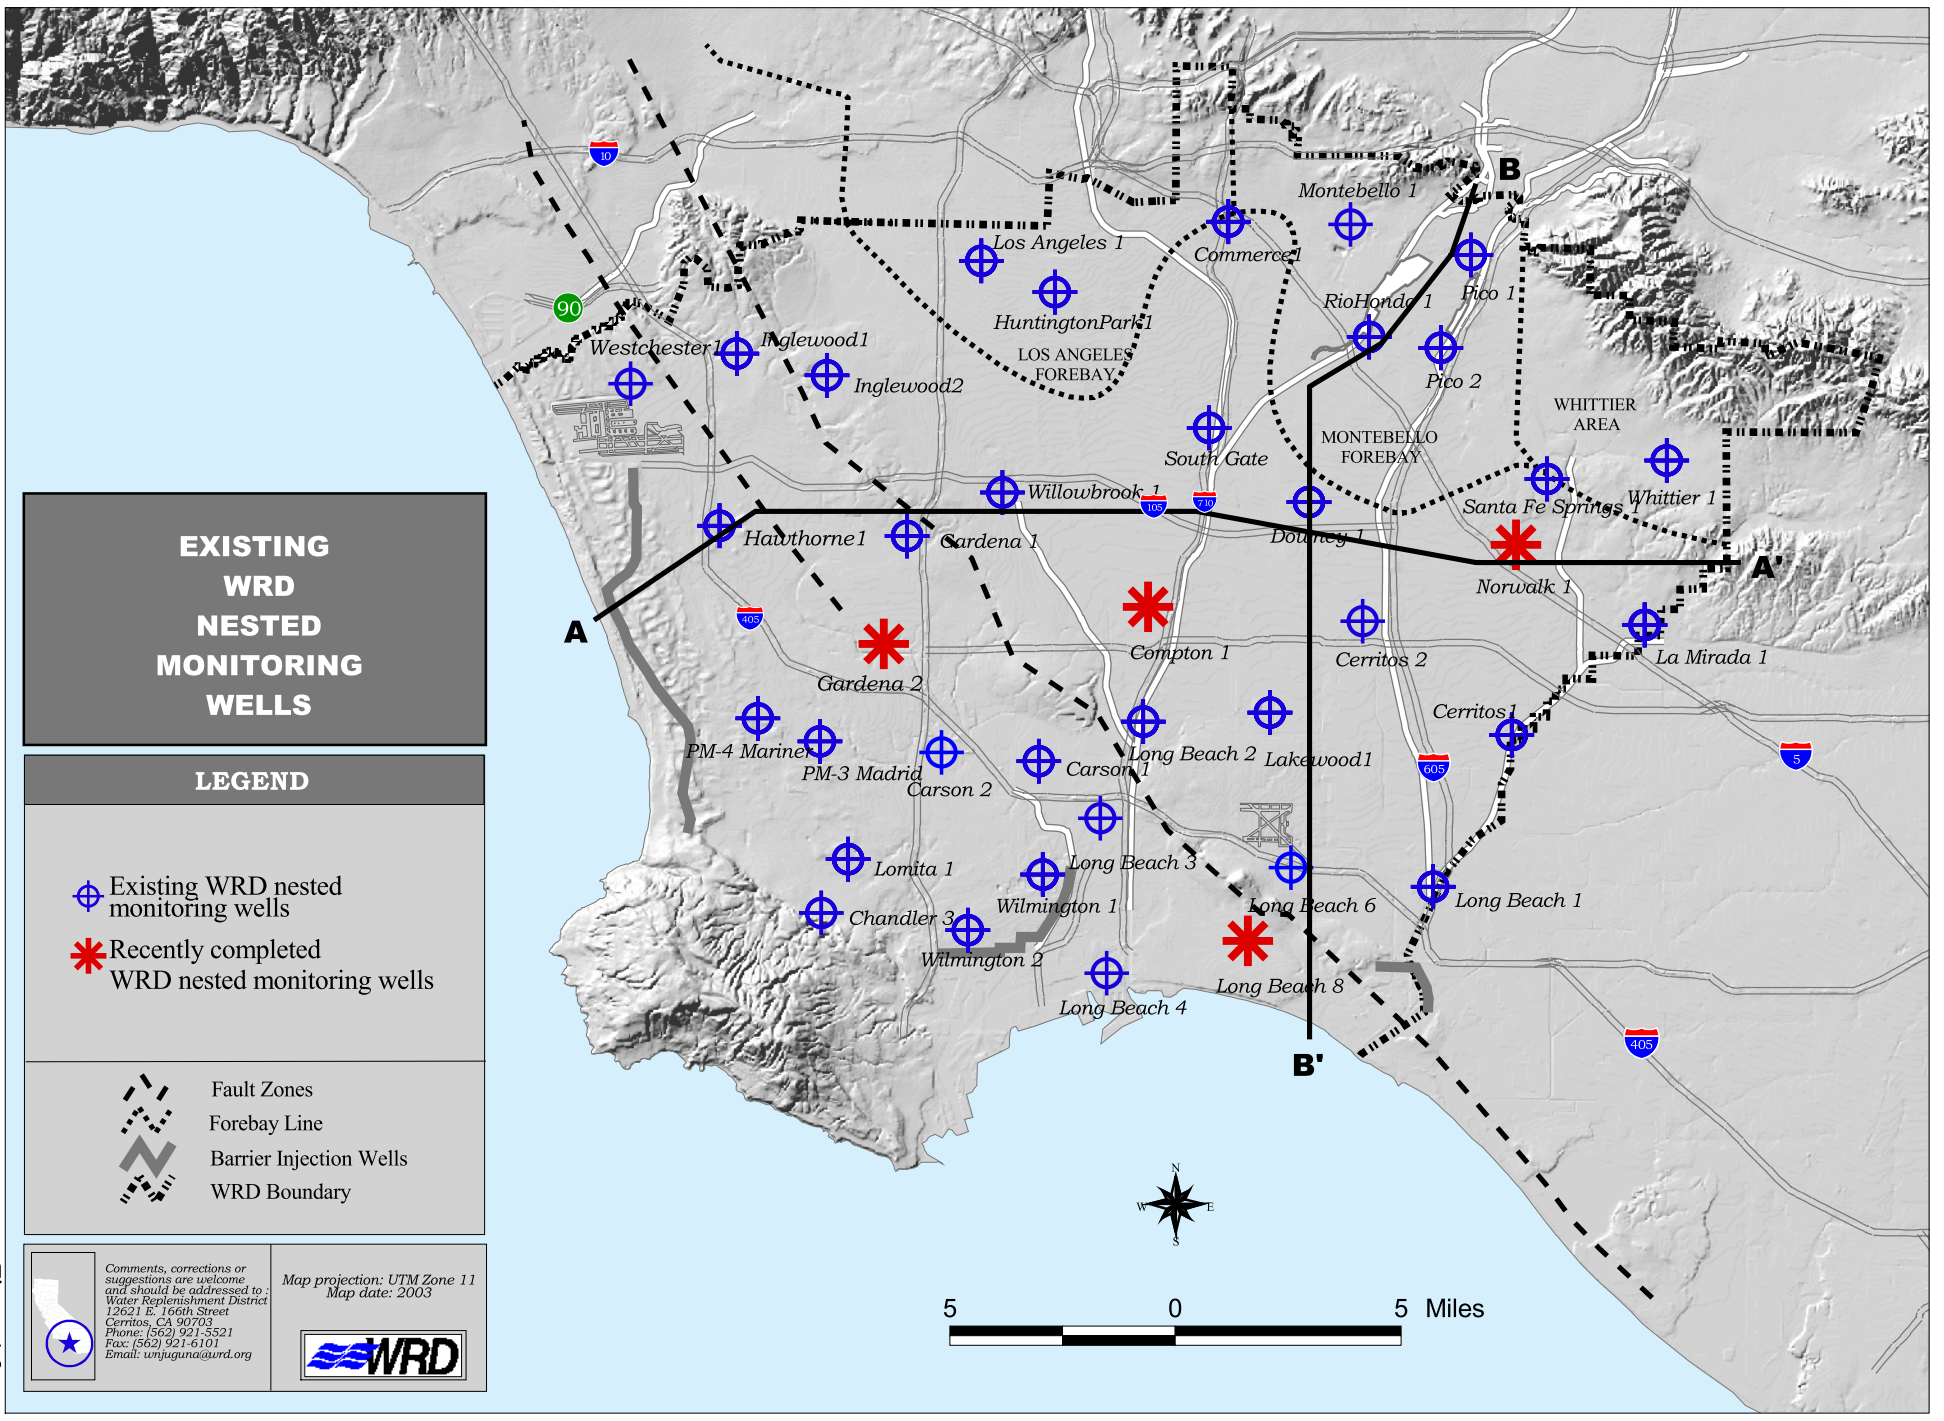 10
B
Montebello 1
Los Angeles 1
Commerce1
Pico 1
RioHondo 1
90
HuntingtonPark1
Westchester1
Inglewood1
LOS ANGELES
FOREBAY
Inglewood2
Pico 2
WHITTIER
AREA
MONTEBELLO
FOREBAY
South Gate
Willowbrook 1
105
710
Santa Fe Springs 1
Whittier 1
Hawthorne1
Gardena 1
Downey 1
A'
Norwalk 1
405
A
Compton 1
Cerritos 2
La Mirada 1
Gardena 2
Cerritos1
PM-4 Mariner
PM-3 Madrid
Carson 2
Carson 1
Long Beach 2
Lakewood1
605
5
Long Beach 3
Lomita 1
Wilmington 1
Long Beach 6
Long Beach 1
Chandler 3
Wilmington 2
Long Beach 8
Long Beach 4
405
B'
EXISTING
WRD
NESTED
MONITORING
WELLS
LEGEND
Existing WRD nested
monitoring wells
Recently completed
WRD nested monitoring wells
Fault Zones
Forebay Line
Barrier Injection Wells
WRD Boundary
Comments, corrections or
suggestions are welcome
and should be addressed to :
Water Replenishment District
12621 E. 166th Street
Cerritos, CA 90703
Phone: (562) 921-5521
Fax: (562) 921-6101
Email: wnjuguna@wrd.org
Map projection: UTM Zone 11
Map date: 2003
WRD
N
W
E
S
5 0 5 Miles